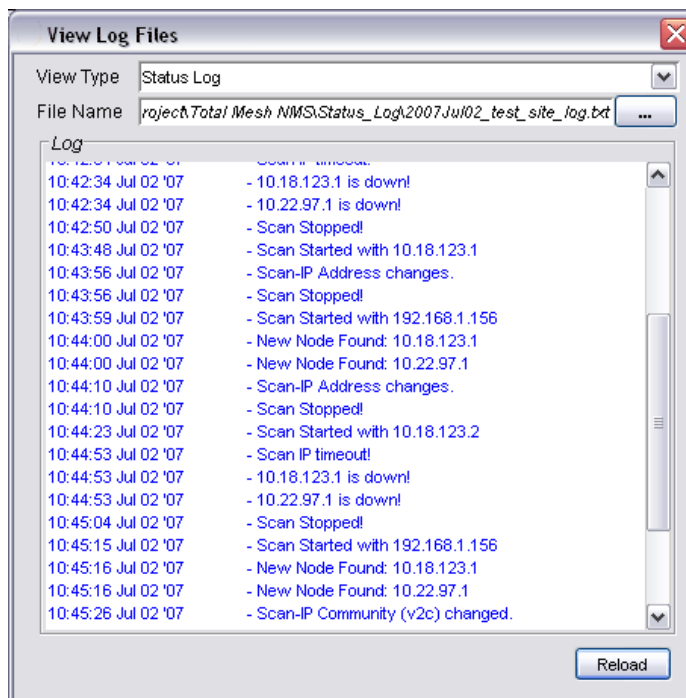 View Log Files
View Type Status Log
File Name roject\Total Mesh NMS\Status_Log\2007Jul02_test_site_log.txt ...
Log
10:42:34 Jul 02 '07 - 10.18.123.1 is down!
10:42:34 Jul 02 '07 - 10.22.97.1 is down!
10:42:50 Jul 02 '07 - Scan Stopped!
10:43:48 Jul 02 '07 - Scan Started with 10.18.123.1
10:43:56 Jul 02 '07 - Scan-IP Address changes.
10:43:56 Jul 02 '07 - Scan Stopped!
10:43:59 Jul 02 '07 - Scan Started with 192.168.1.156
10:44:00 Jul 02 '07 - New Node Found: 10.18.123.1
10:44:00 Jul 02 '07 - New Node Found: 10.22.97.1
10:44:10 Jul 02 '07 - Scan-IP Address changes.
10:44:10 Jul 02 '07 - Scan Stopped!
10:44:23 Jul 02 '07 - Scan Started with 10.18.123.2
10:44:53 Jul 02 '07 - Scan IP timeout!
10:44:53 Jul 02 '07 - 10.18.123.1 is down!
10:44:53 Jul 02 '07 - 10.22.97.1 is down!
10:45:04 Jul 02 '07 - Scan Stopped!
10:45:15 Jul 02 '07 - Scan Started with 192.168.1.156
10:45:16 Jul 02 '07 - New Node Found: 10.18.123.1
10:45:16 Jul 02 '07 - New Node Found: 10.22.97.1
10:45:26 Jul 02 '07 - Scan-IP Community (v2c) changed.
Reload